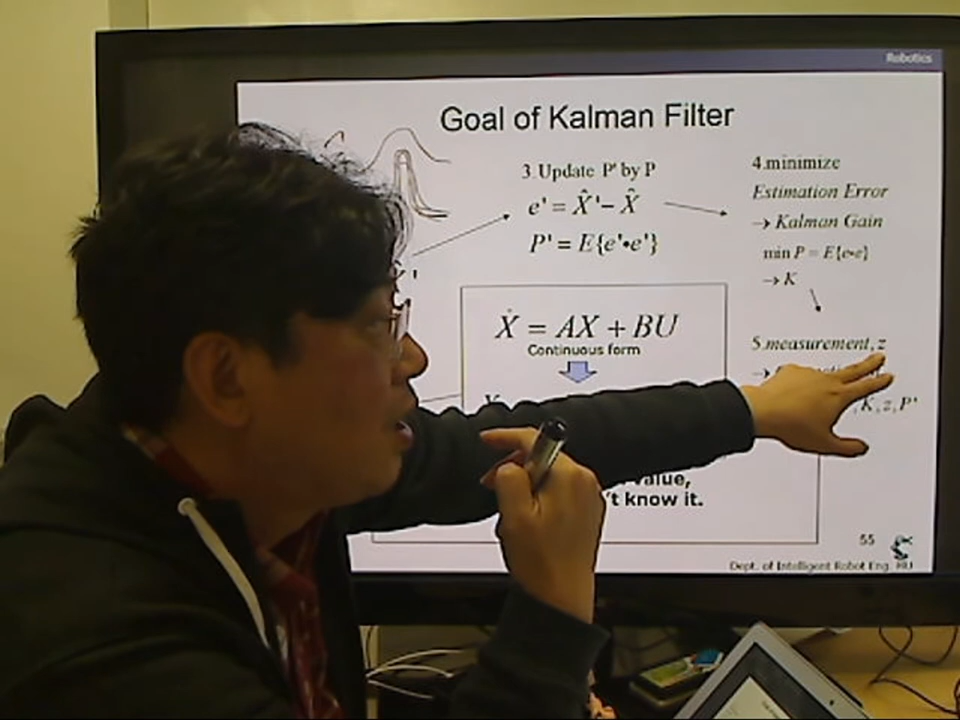 Robotics
Goal of Kalman Filter
3.Update P' by P
e' = X̂'− X̂
P' = E{e'•e'}
4.minimize
Estimation Error
→ Kalman Gain
min P = E{e•e}
→ K
Ẋ = AX + BU
Continuous form
5.measurement, z
K, z, P'
value,
't know it.
55
Dept. of Intelligent Robot Eng. HU